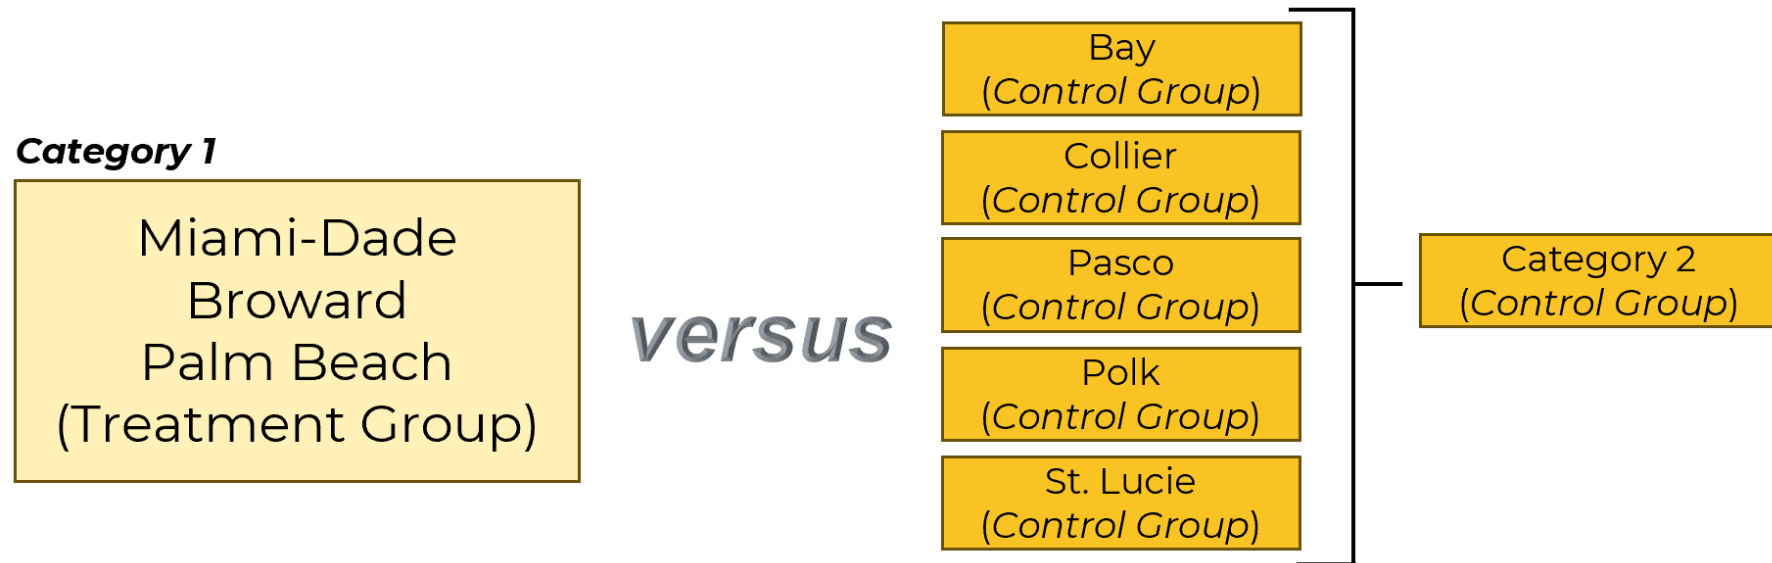 Category 1
Miami-Dade
Broward
Palm Beach
(Treatment Group)
versus
Bay
(Control Group)
Collier
(Control Group)
Pasco
(Control Group)
Polk
(Control Group)
St. Lucie
(Control Group)
Category 2
(Control Group)